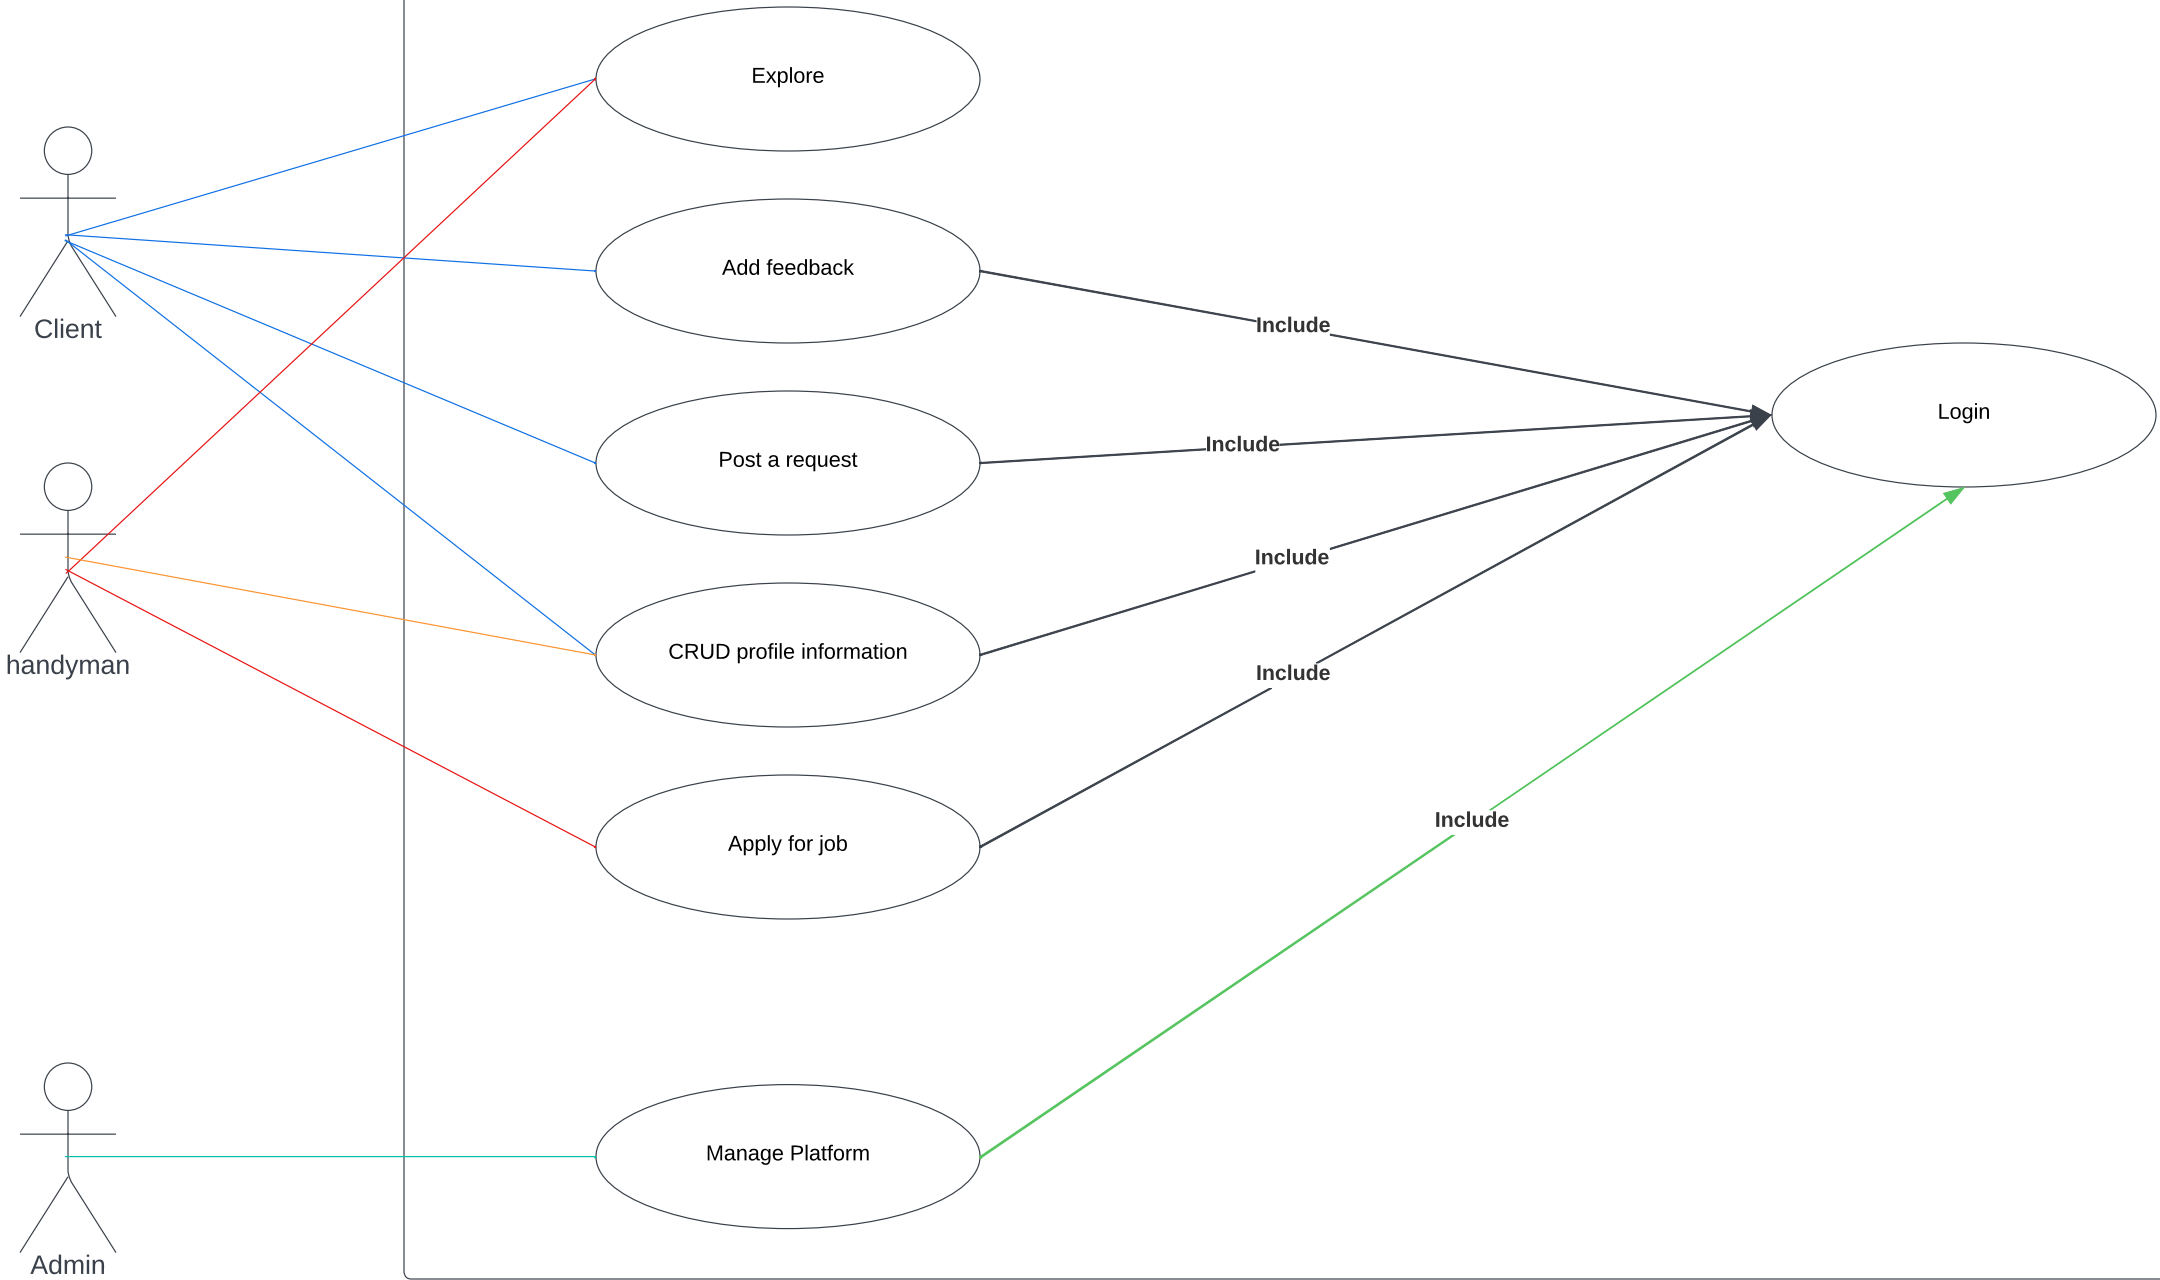 Explore
Add feedback
Include
Client
Login
Include
Post a request
Include
CRUD profile information
handyman
Include
Include
Apply for job
Manage Platform
Admin